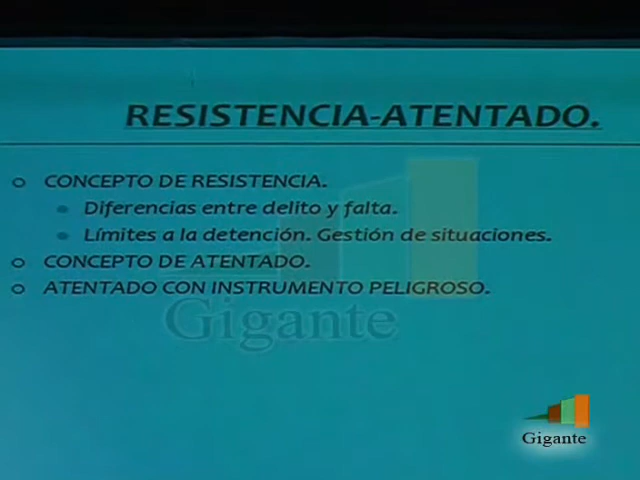 RESISTENCIA-ATENTADO.
CONCEPTO DE RESISTENCIA.
Diferencias entre delito y falta.
Límites a la detención. Gestión de situaciones.
CONCEPTO DE ATENTADO.
ATENTADO CON INSTRUMENTO PELIGROSO.
Gigante
Gigante